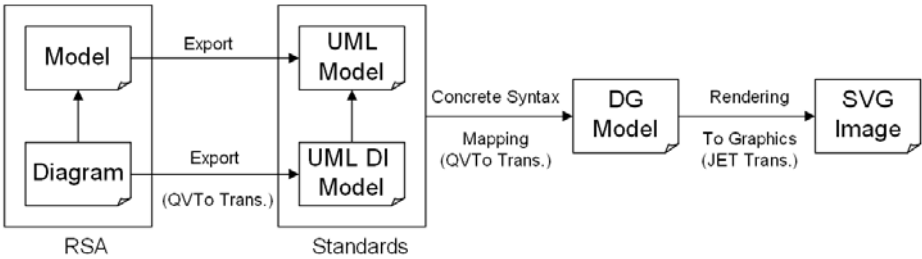 Model
Export
UML
Model
Diagram
Export
(QVTo Trans.)
UML DI
Model
RSA
Standards
Concrete Syntax
Mapping
(QVTo Trans.)
DG
Model
Rendering
To Graphics
(JET Trans.)
SVG
Image